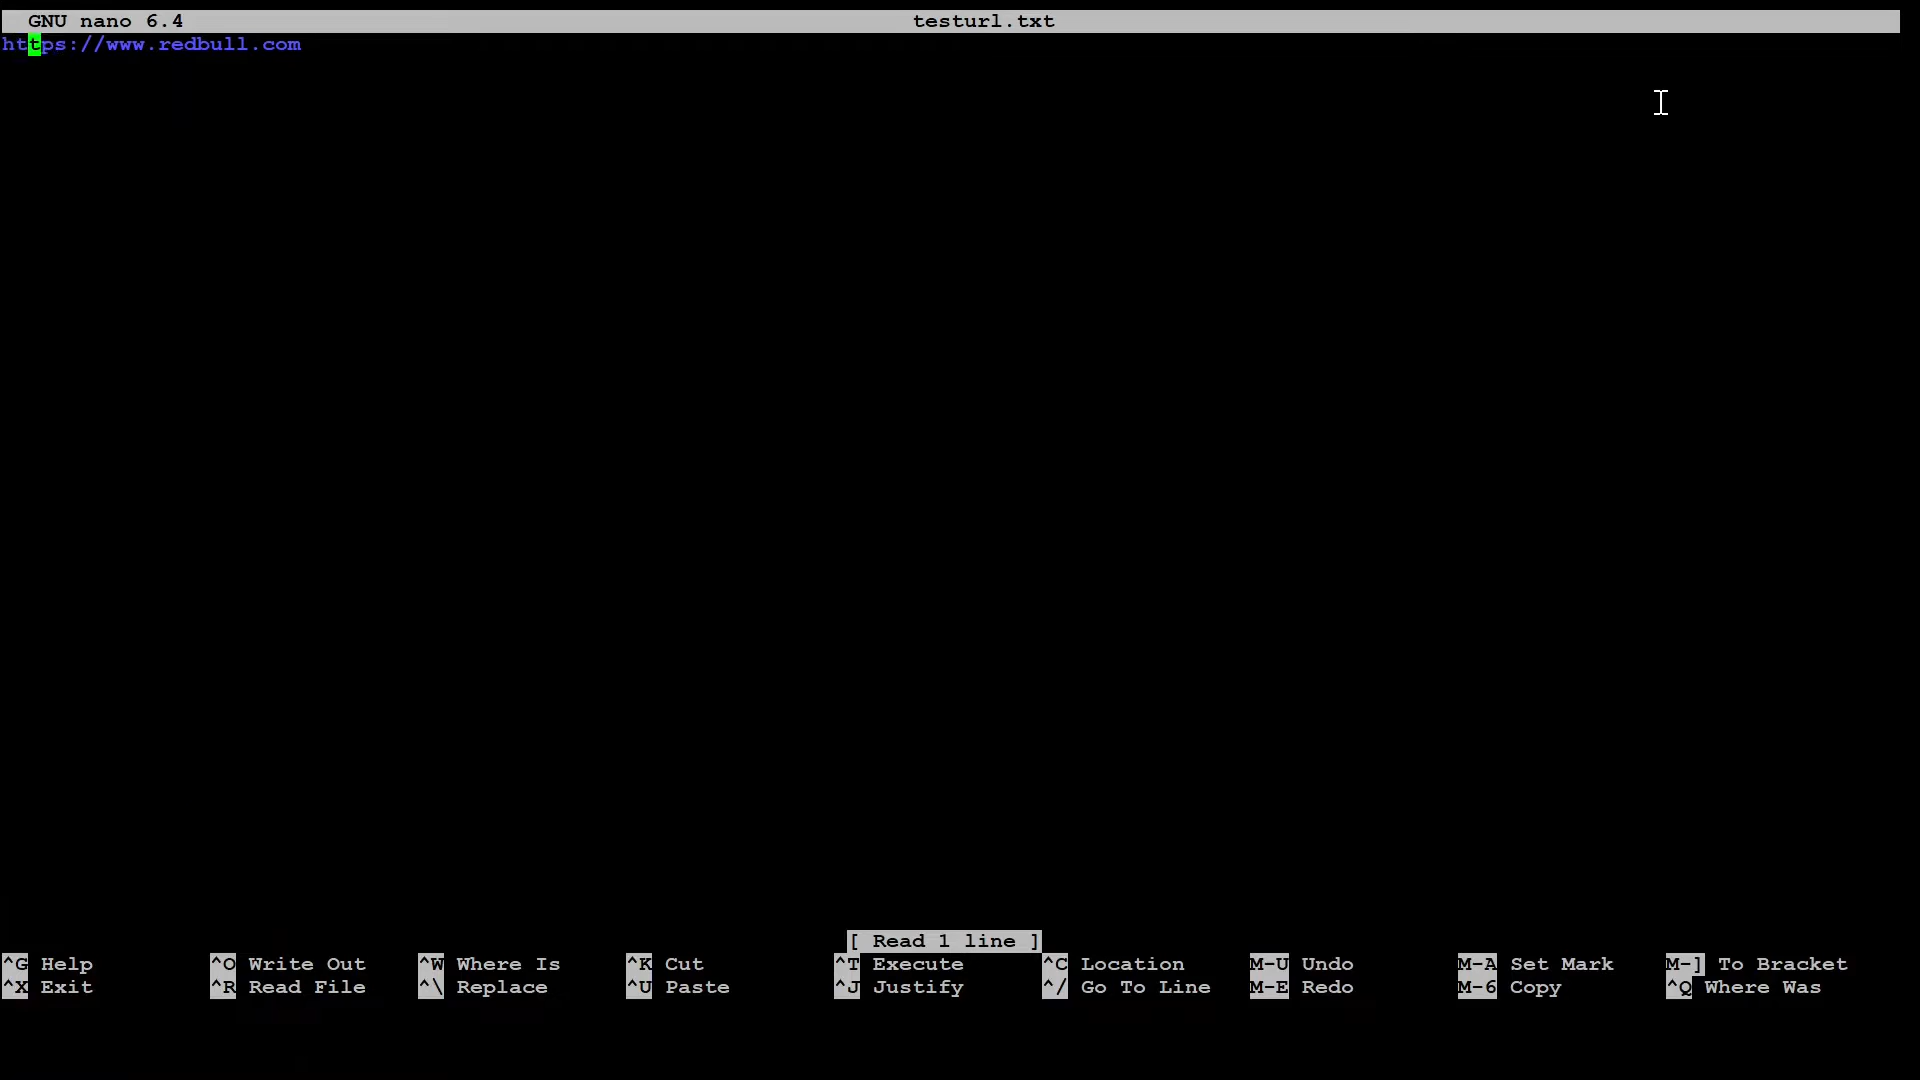 GNU nano 6.4 testurl.txt
https://www.redbull.com
[ Read 1 line ]
^G Help ^O Write Out ^W Where Is ^K Cut ^T Execute ^C Location M-U Undo M-A Set Mark M-] To Bracket
^X Exit ^R Read File ^\ Replace ^U Paste ^J Justify ^/ Go To Line M-E Redo M-6 Copy ^Q Where Was